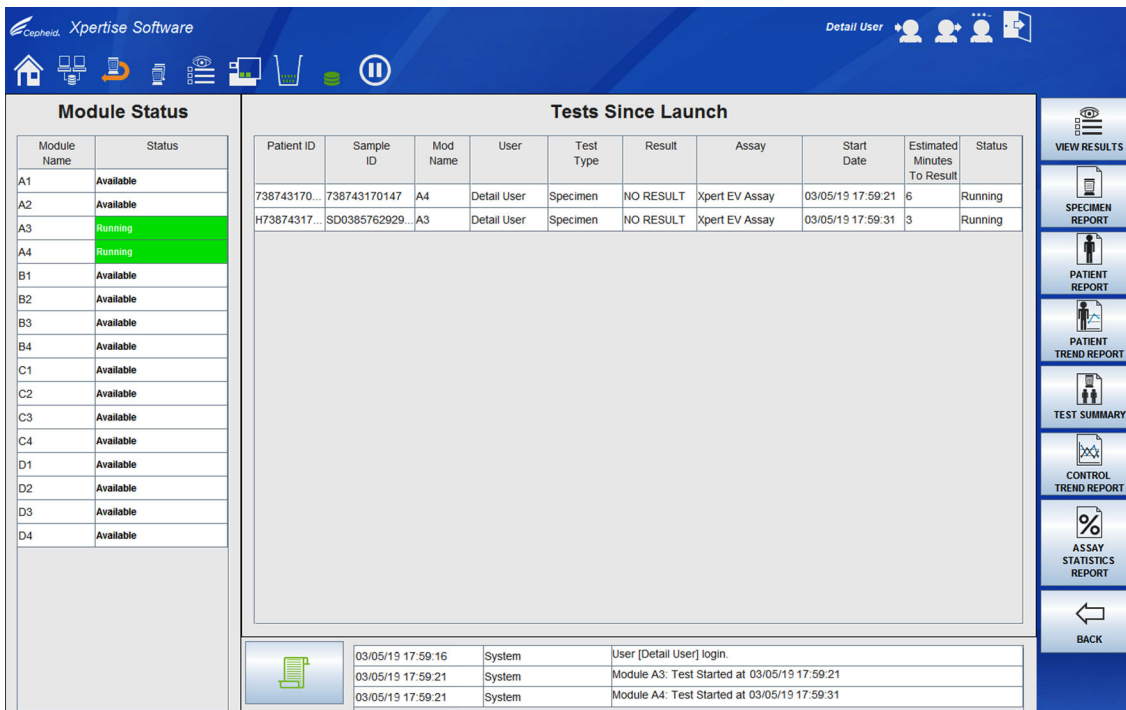 Cepheid. Xpertise Software
Detail User
Module Status
Module Name Status
A1 Available
A2 Available
A3 Running
A4 Running
B1 Available
B2 Available
B3 Available
B4 Available
C1 Available
C2 Available
C3 Available
C4 Available
D1 Available
D2 Available
D3 Available
D4 Available
Tests Since Launch
Patient ID Sample ID Mod Name User Test Type Result Assay Start Date Estimated Minutes To Result Status
738743170... 738743170147 A4 Detail User Specimen NO RESULT Xpert EV Assay 03/05/19 17:59:21 6 Running
H73874317... SD0385762929... A3 Detail User Specimen NO RESULT Xpert EV Assay 03/05/19 17:59:31 3 Running
03/05/19 17:59:16 System User [Detail User] login.
03/05/19 17:59:21 System Module A3: Test Started at 03/05/19 17:59:21
03/05/19 17:59:21 System Module A4: Test Started at 03/05/19 17:59:31
VIEW RESULTS
SPECIMEN
REPORT
PATIENT
REPORT
PATIENT
TREND REPORT
TEST SUMMARY
CONTROL
TREND REPORT
%
ASSAY
STATISTICS
REPORT
BACK